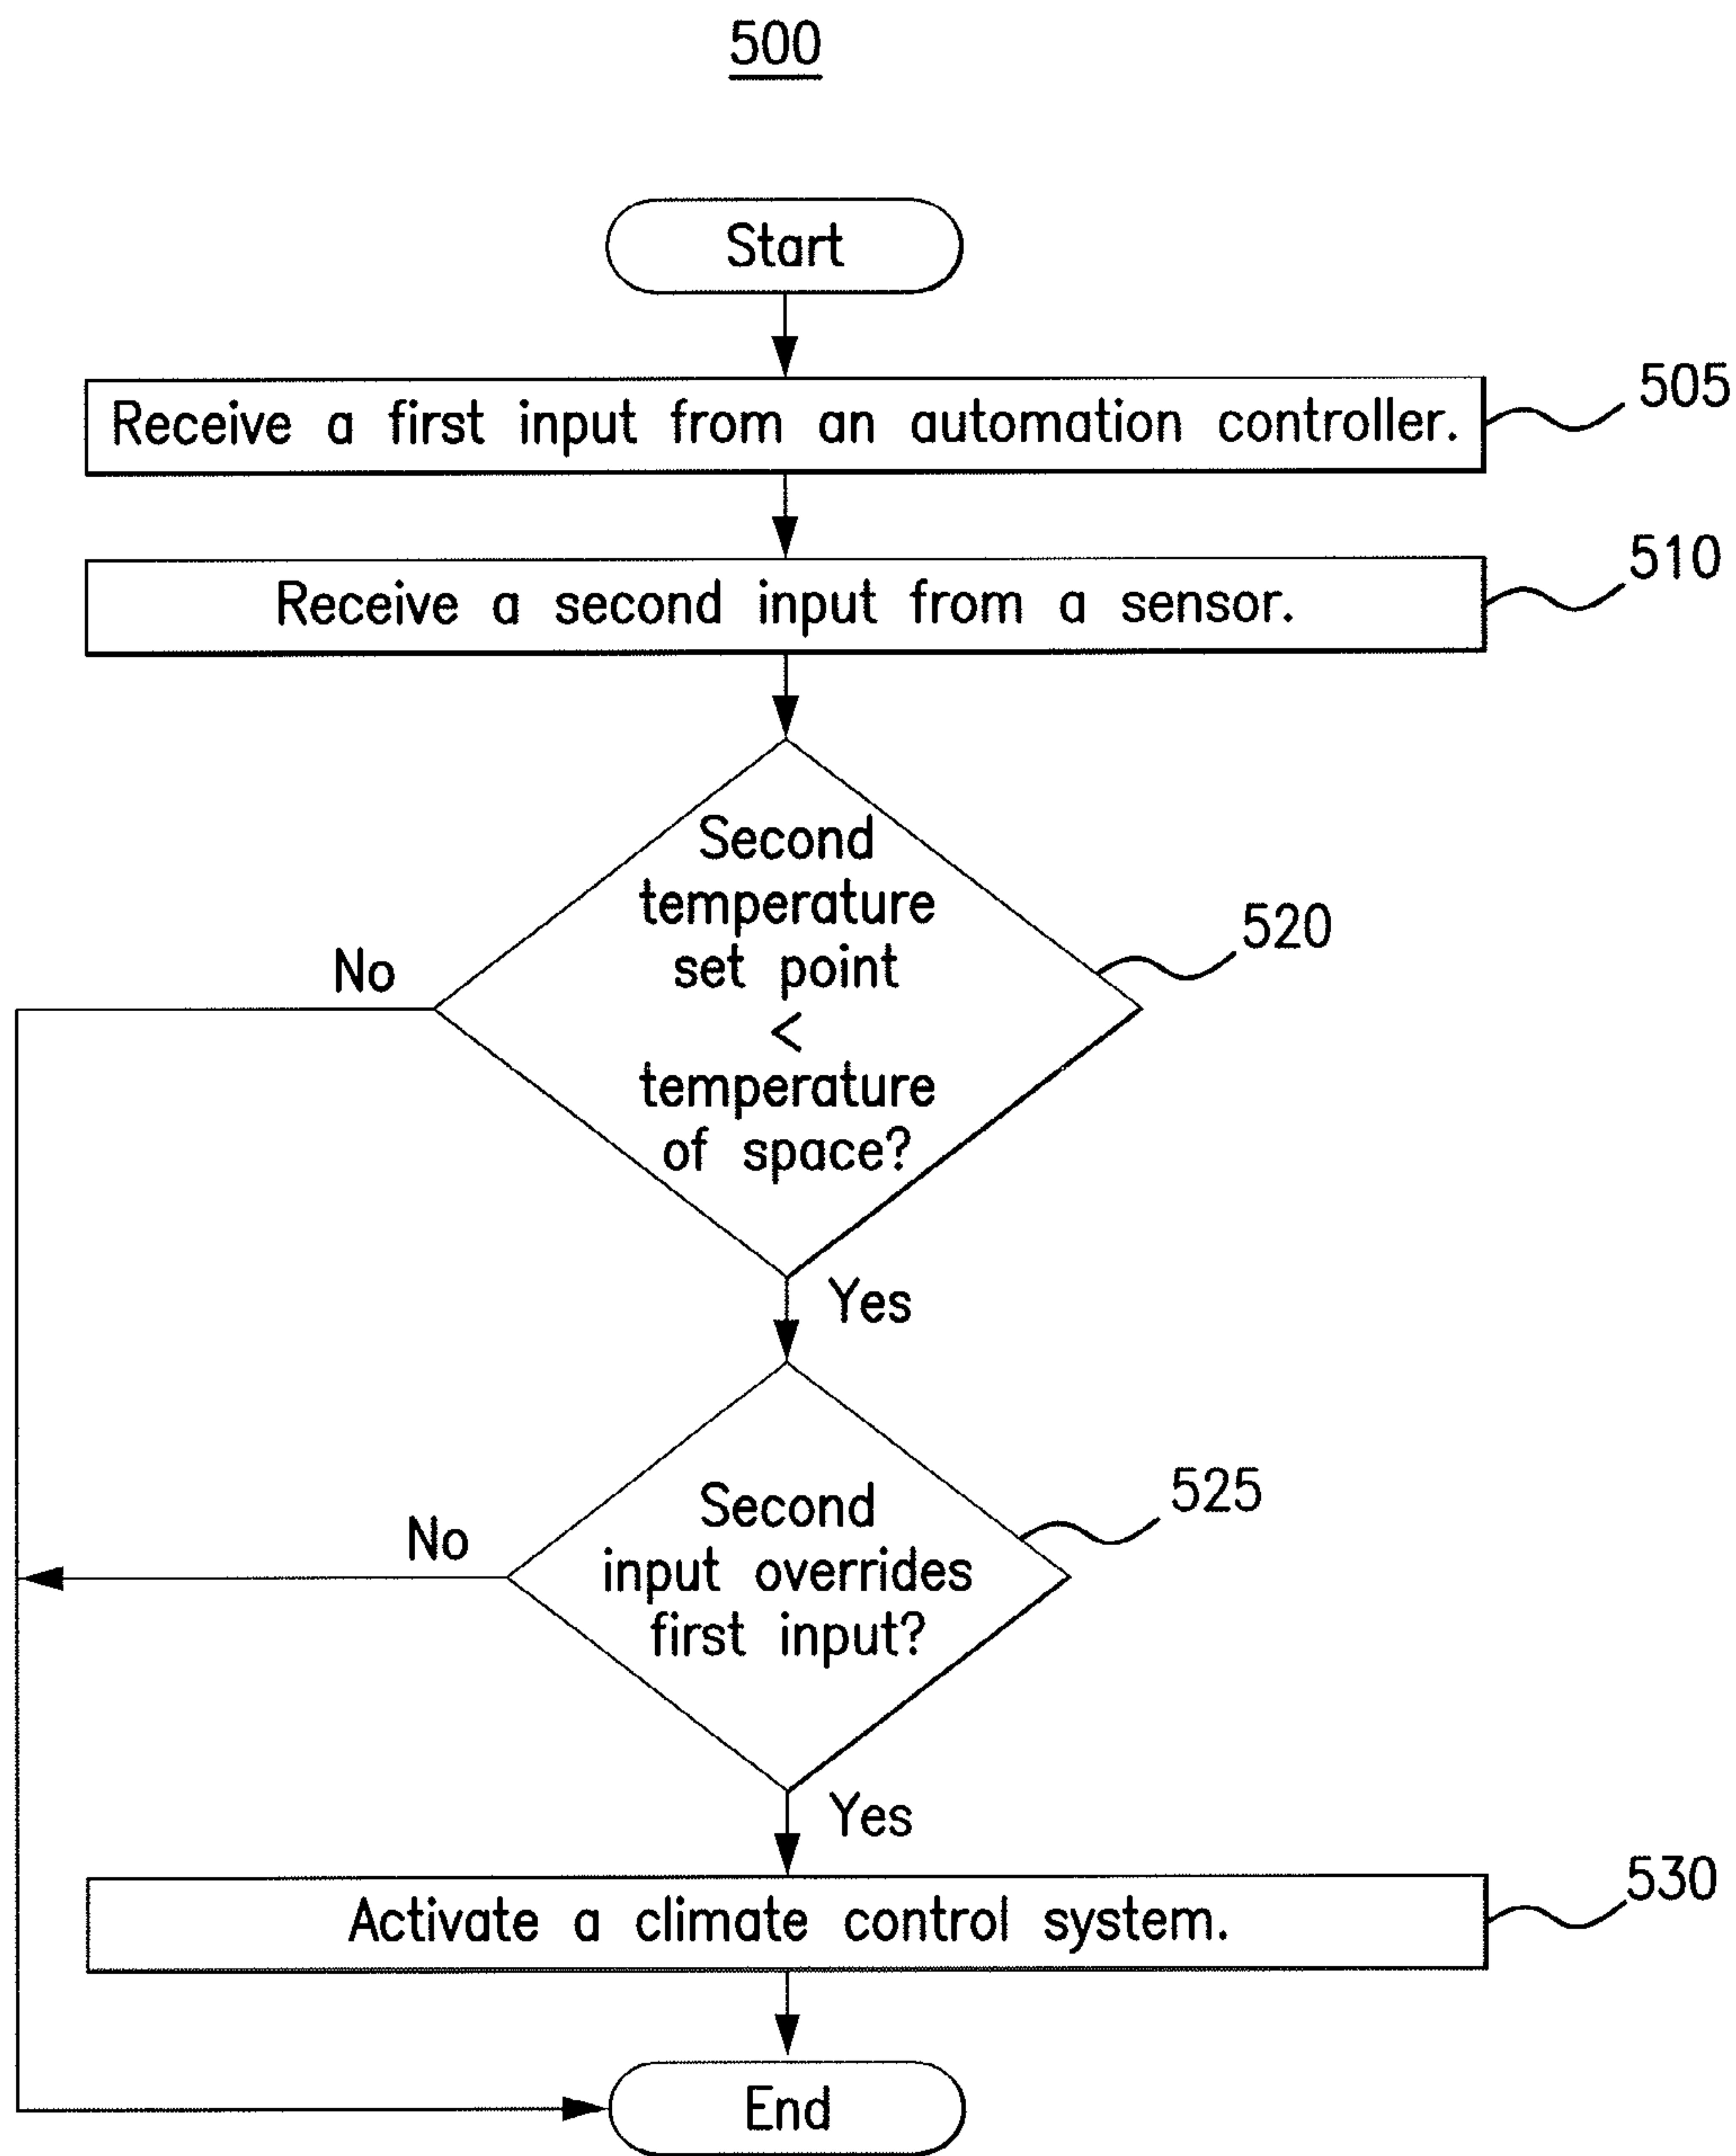 500
Start
Receive a first input from an automation controller.
505
Receive a second input from a sensor.
510
Second
temperature
set point
<
temperature
of space?
520
No
Yes
Second
input overrides
first input?
525
No
Yes
Activate a climate control system.
530
End